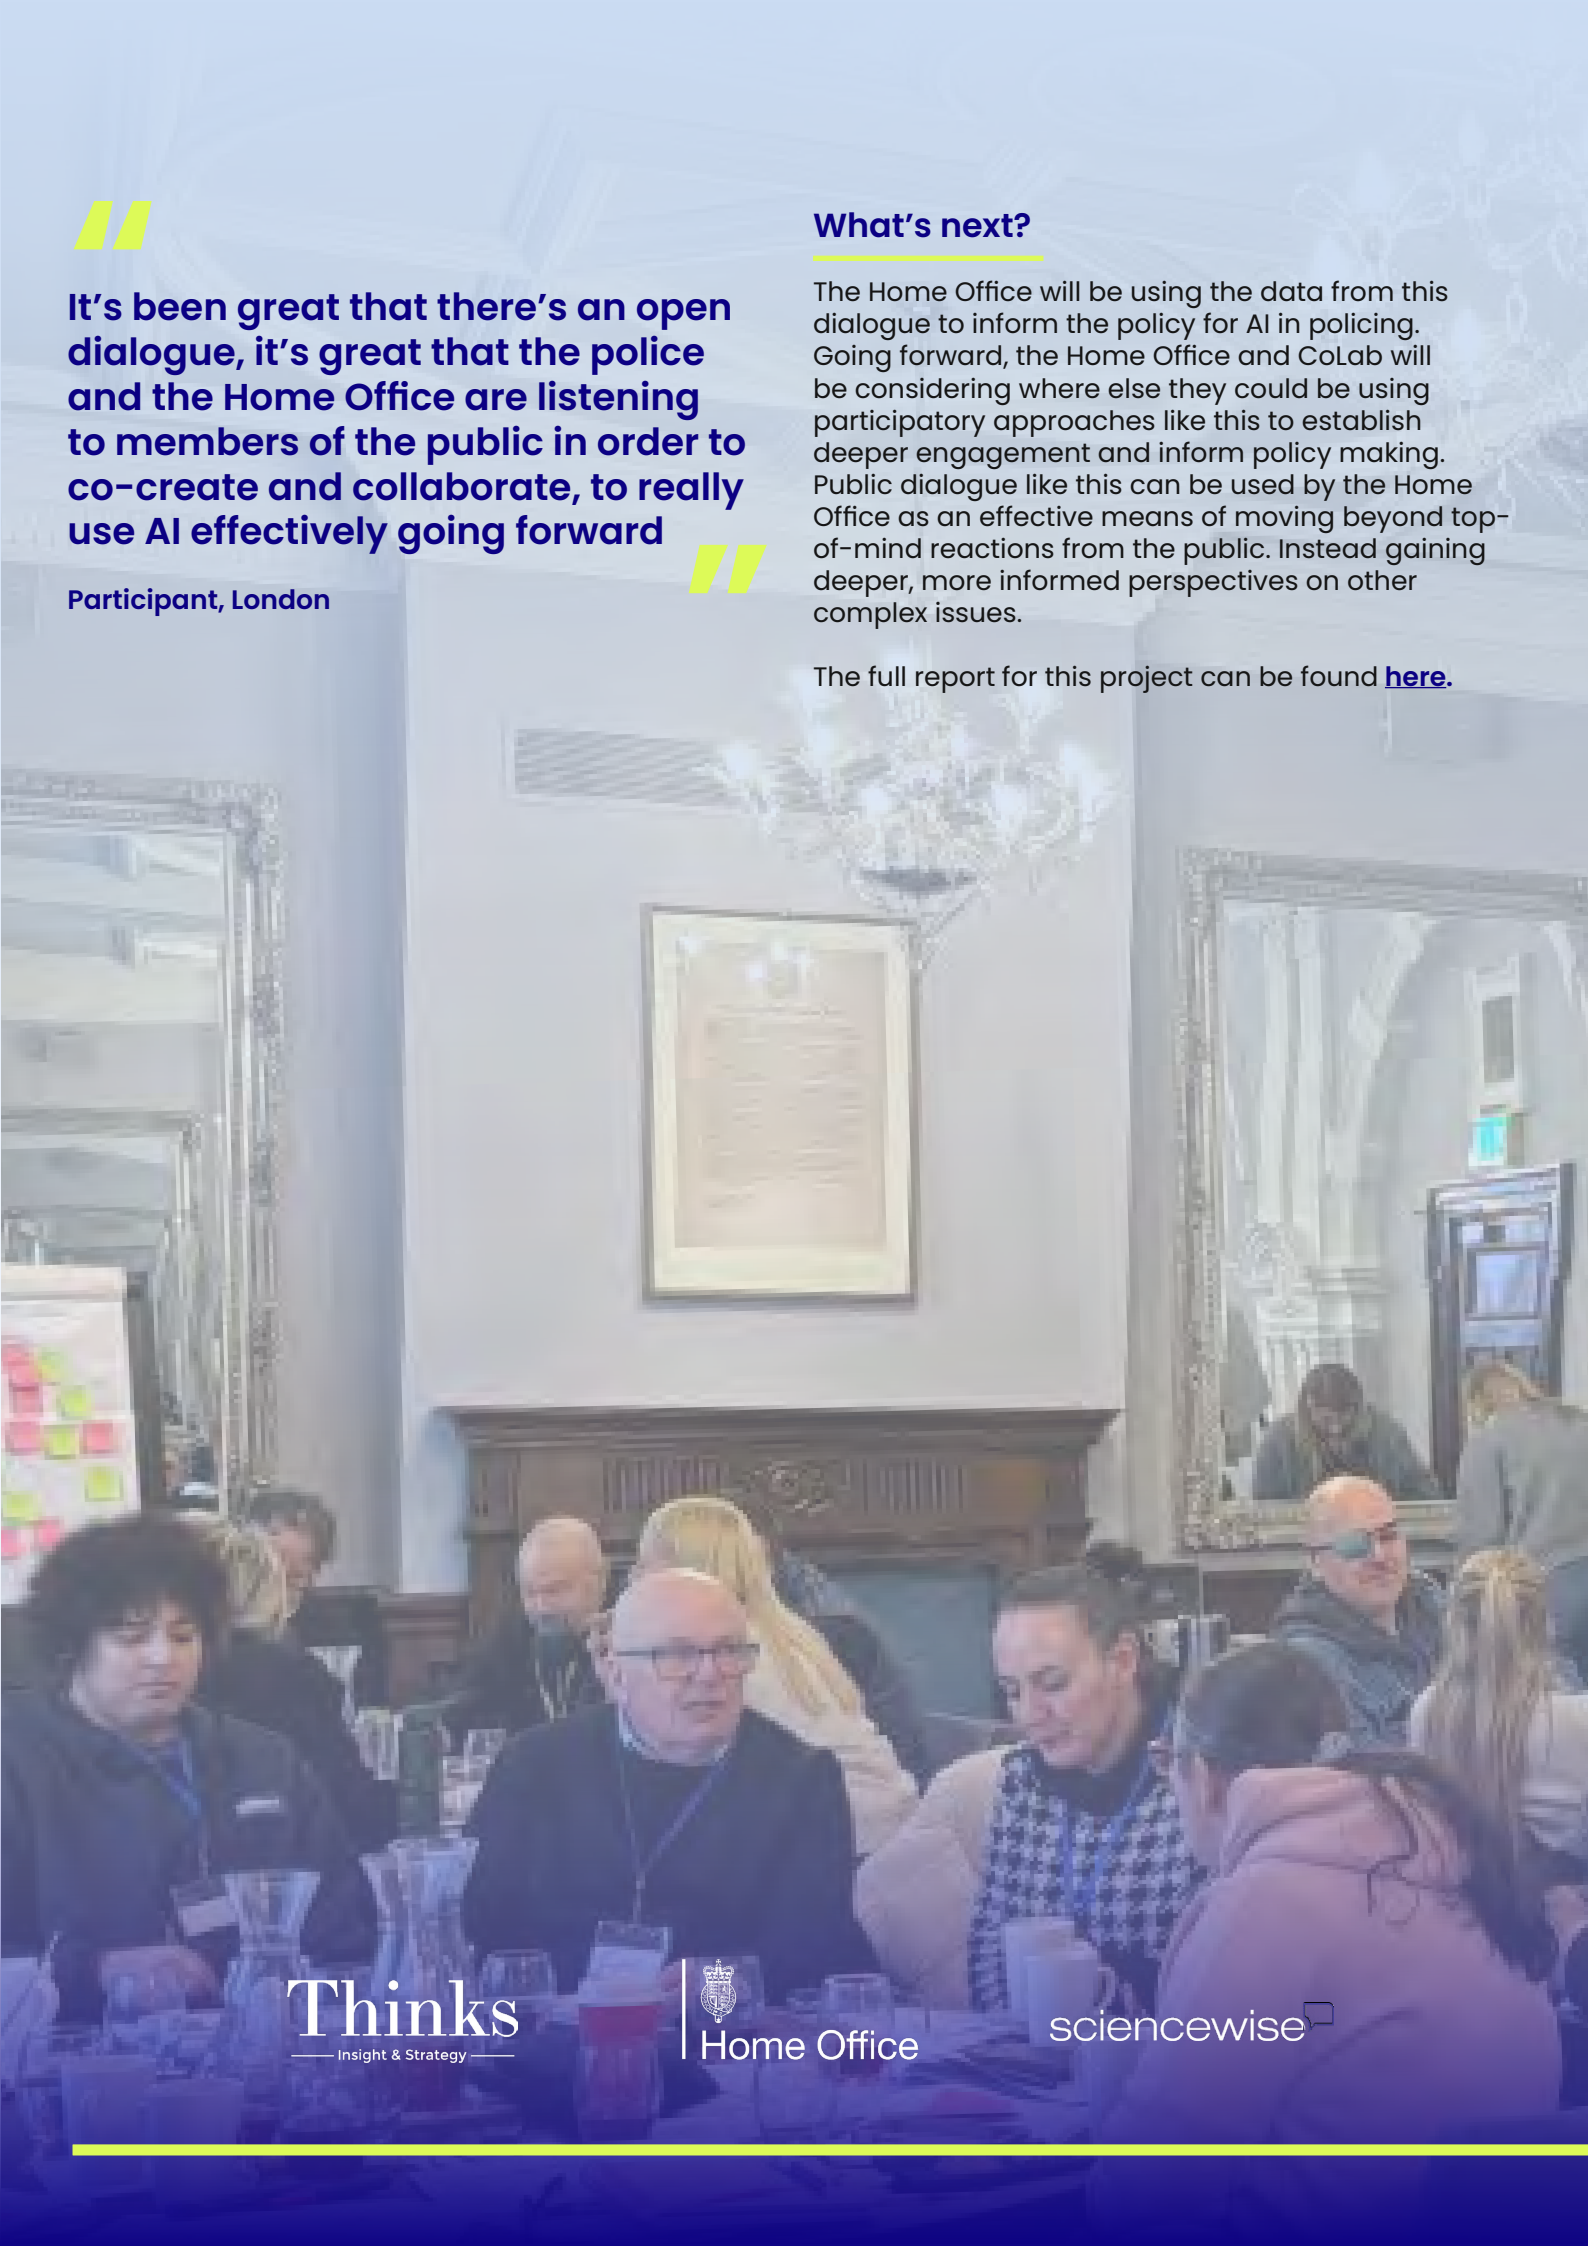 “
It’s been great that there’s an open
dialogue, it’s great that the police
and the Home Office are listening
to members of the public in order to
co-create and collaborate, to really
use AI effectively going forward
”
Participant, London
What’s next?
The Home Office will be using the data from this
dialogue to inform the policy for AI in policing.
Going forward, the Home Office and CoLab will
be considering where else they could be using
participatory approaches like this to establish
deeper engagement and inform policy making.
Public dialogue like this can be used by the Home
Office as an effective means of moving beyond top-
of-mind reactions from the public. Instead gaining
deeper, more informed perspectives on other
complex issues.
The full report for this project can be found here.
Thinks
Insight & Strategy
Home Office
sciencewise